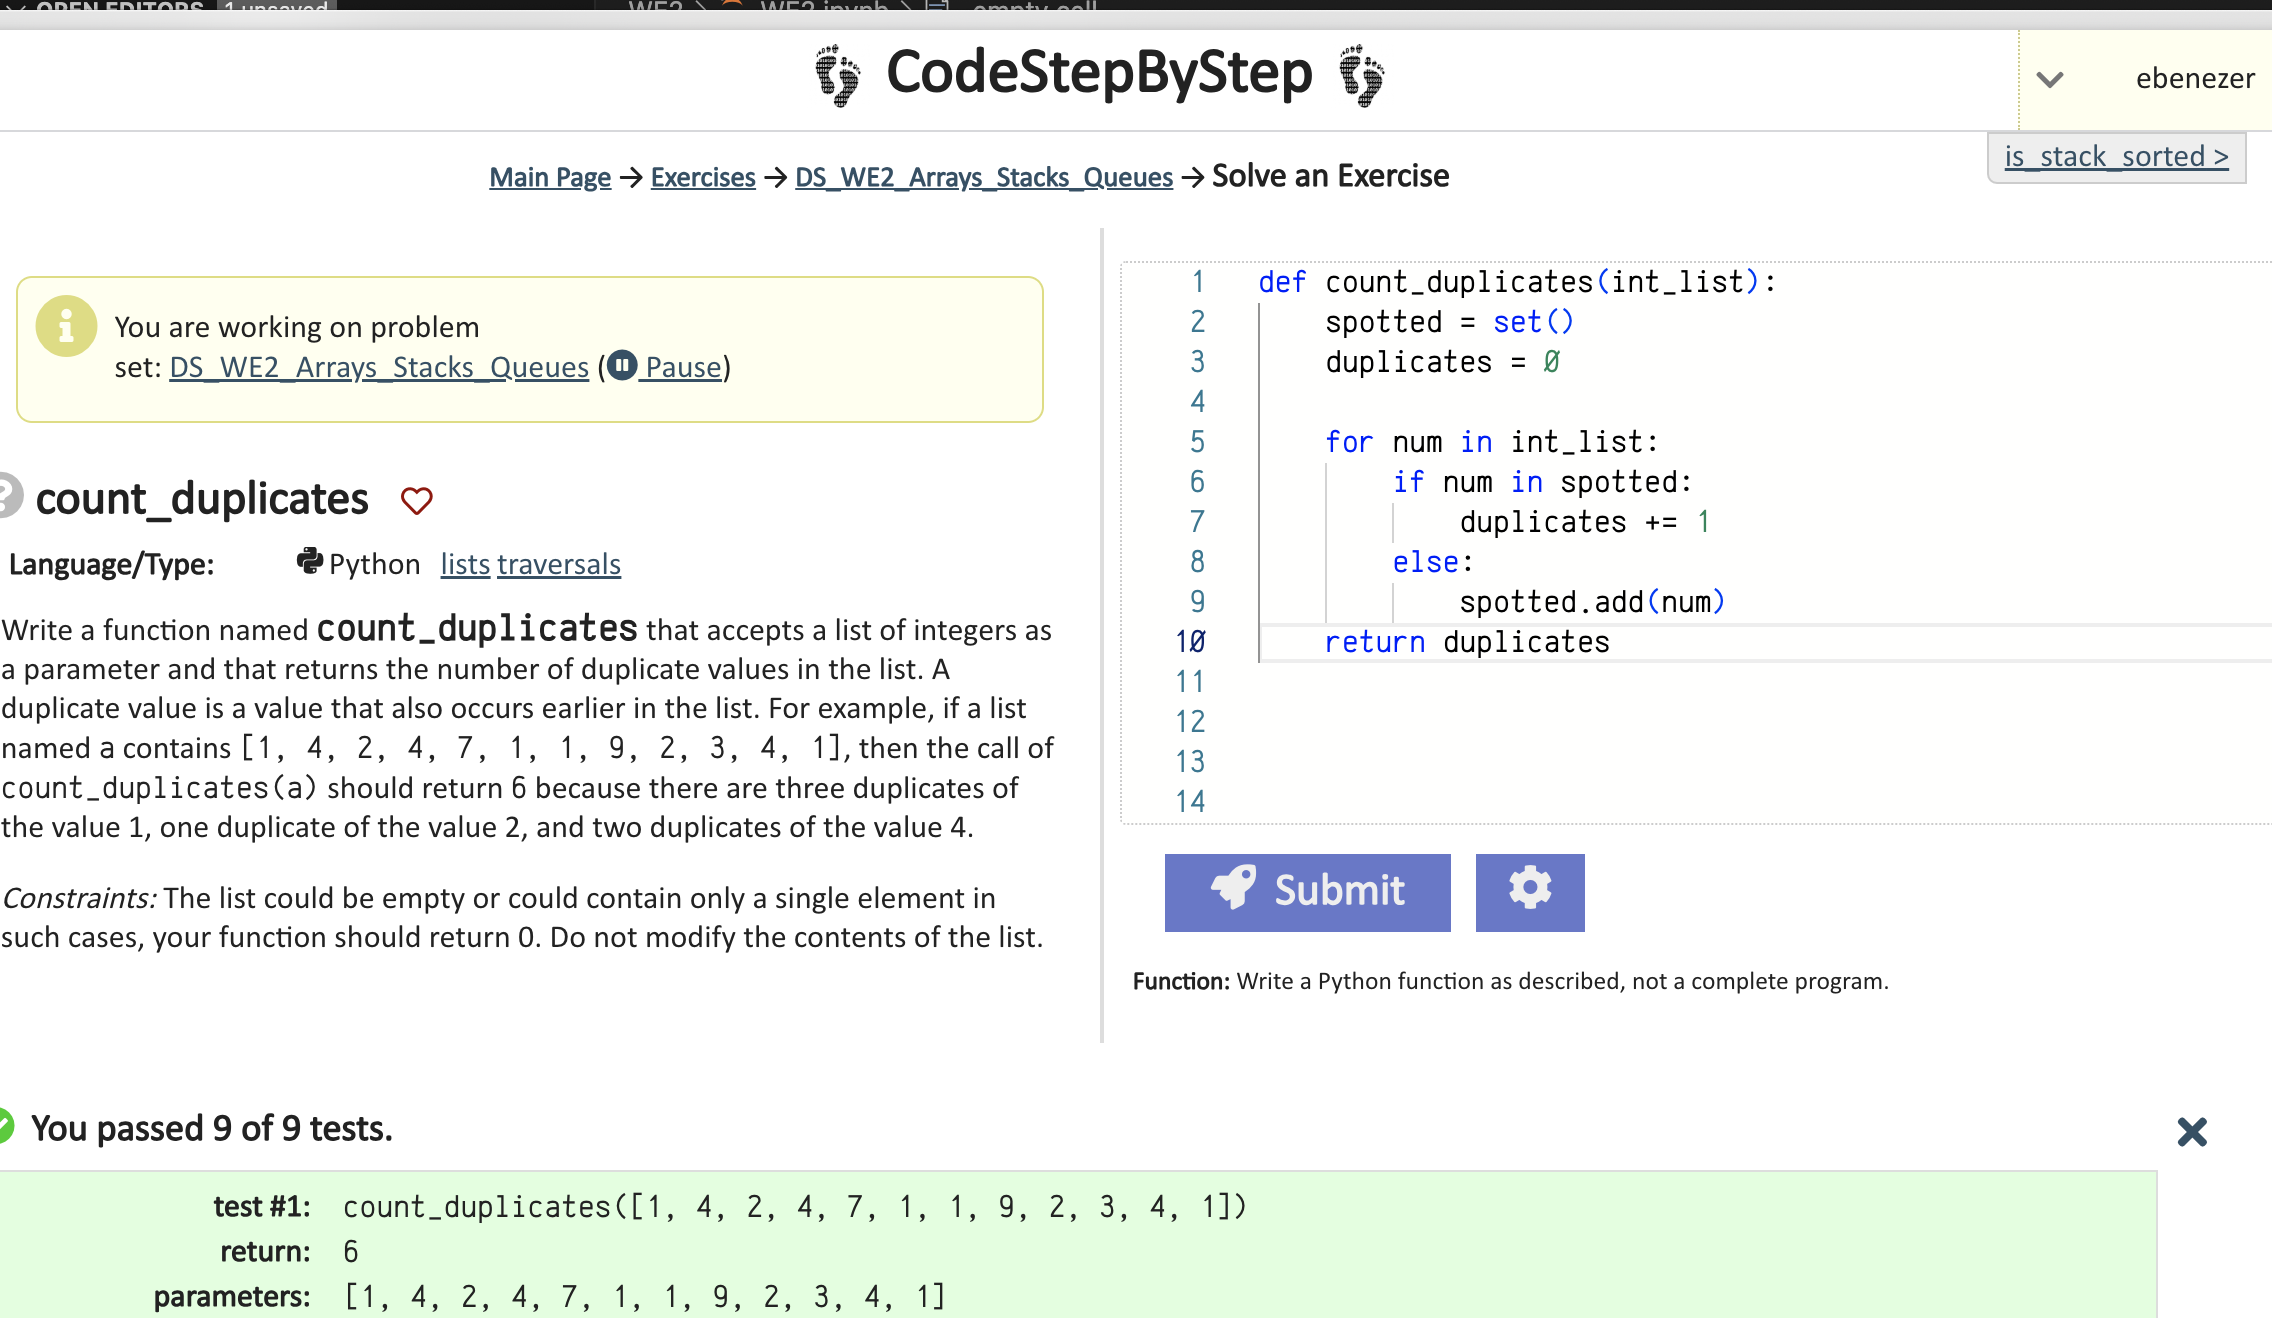 OPEN EDITORS 1 unsaved WE2 > WE2.ipynb > empty cell
CodeStepByStep
ebenezer
is_stack_sorted >
Main Page → Exercises → DS_WE2_Arrays_Stacks_Queues → Solve an Exercise
You are working on problem
set: DS_WE2_Arrays_Stacks_Queues ( Pause)
count_duplicates
Language/Type: Python lists traversals
Write a function named count_duplicates that accepts a list of integers as
a parameter and that returns the number of duplicate values in the list. A
duplicate value is a value that also occurs earlier in the list. For example, if a list
named a contains [1, 4, 2, 4, 7, 1, 1, 9, 2, 3, 4, 1], then the call of
count_duplicates(a) should return 6 because there are three duplicates of
the value 1, one duplicate of the value 2, and two duplicates of the value 4.
Constraints: The list could be empty or could contain only a single element in
such cases, your function should return 0. Do not modify the contents of the list.
1 def count_duplicates(int_list):
2 spotted = set()
3 duplicates = 0
4
5 for num in int_list:
6 if num in spotted:
7 duplicates += 1
8 else:
9 spotted.add(num)
10 return duplicates
11
12
13
14
Submit
Function: Write a Python function as described, not a complete program.
You passed 9 of 9 tests.
test #1: count_duplicates([1, 4, 2, 4, 7, 1, 1, 9, 2, 3, 4, 1])
return: 6
parameters: [1, 4, 2, 4, 7, 1, 1, 9, 2, 3, 4, 1]